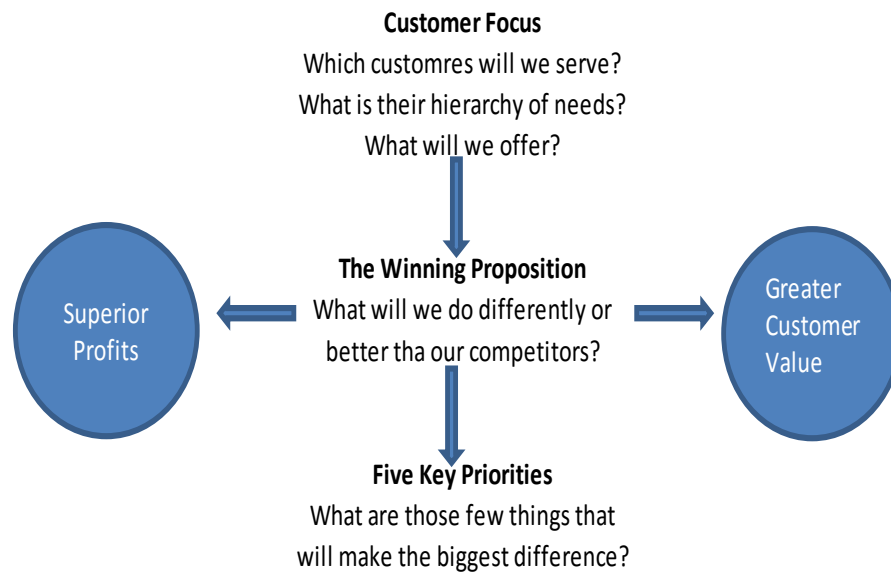 Customer Focus
Which customres will we serve?
What is their hierarchy of needs?
What will we offer?
The Winning Proposition
What will we do differently or
better tha our competitors?
Superior
Profits
Greater
Customer
Value
Five Key Priorities
What are those few things that
will make the biggest difference?